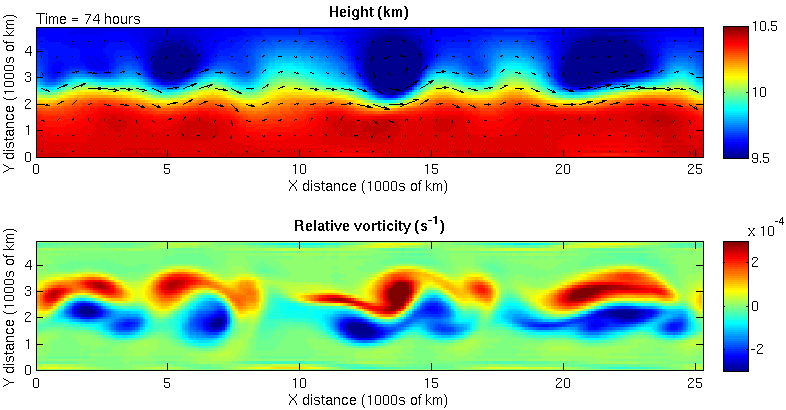 Height (km)
Time = 74 hours
Y distance (1000s of km)
4
3
2
1
0
0 5 10 15 20 25
X distance (1000s of km)
10.5
10
9.5
Relative vorticity (s-1)
Y distance (1000s of km)
4
3
2
1
0
0 5 10 15 20 25
X distance (1000s of km)
x 10-4
2
0
-2